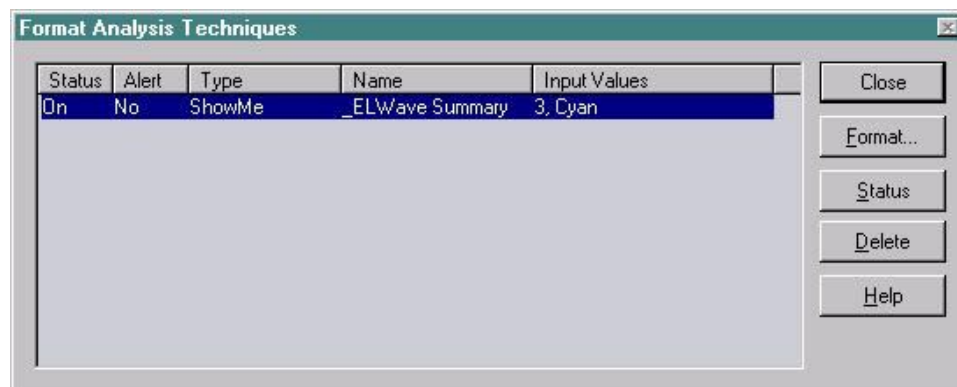 Format Analysis Techniques
Status Alert Type Name Input Values
On No ShowMe _ELWave Summary 3, Cyan
Close
Format...
Status
Delete
Help